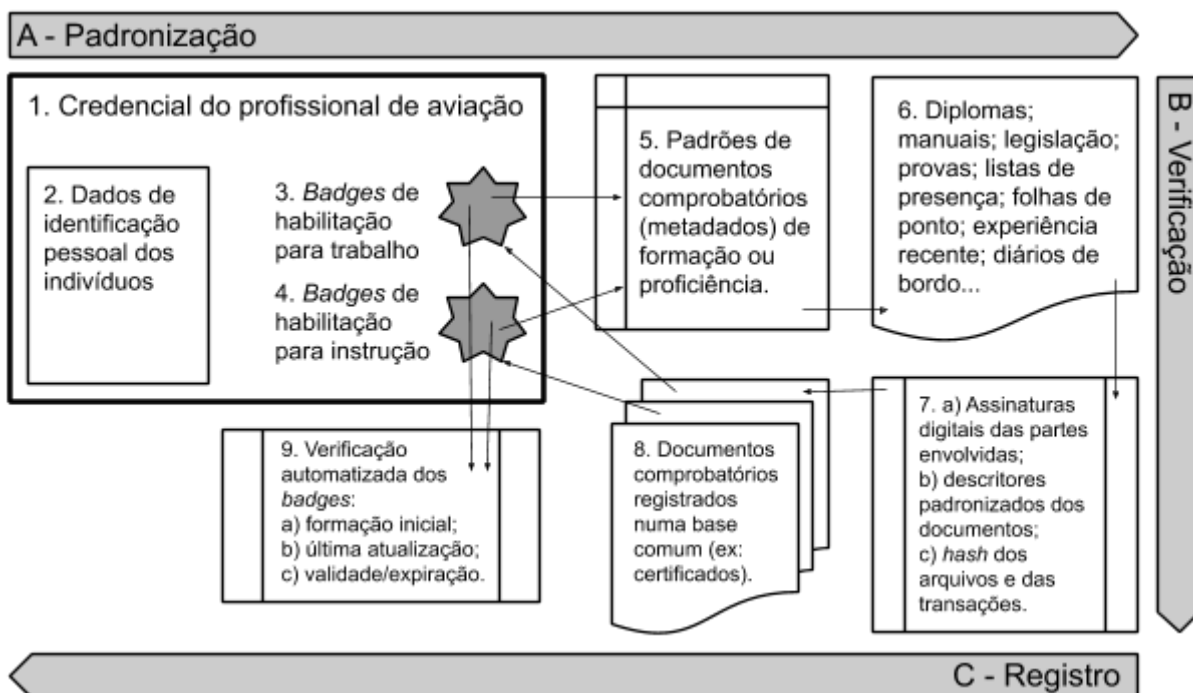 A - Padronização
1. Credencial do profissional de aviação
2. Dados de
identificação
pessoal dos
indivíduos
3. Badges de
habilitação
para trabalho
4. Badges de
habilitação
para instrução
5. Padrões de
documentos
comprobatórios
(metadados) de
formação ou
proficiência.
6. Diplomas;
manuais; legislação;
provas; listas de
presença; folhas de
ponto; experiência
recente; diários de
bordo...
B - Verificação
7. a) Assinaturas
digitais das partes
envolvidas;
b) descritores
padronizados dos
documentos;
c) hash dos
arquivos e das
transações.
8. Documentos
comprobatórios
registrados
numa base
comum (ex:
certificados).
9. Verificação
automatizada dos
badges:
a) formação inicial;
b) última atualização;
c) validade/expiração.
C - Registro